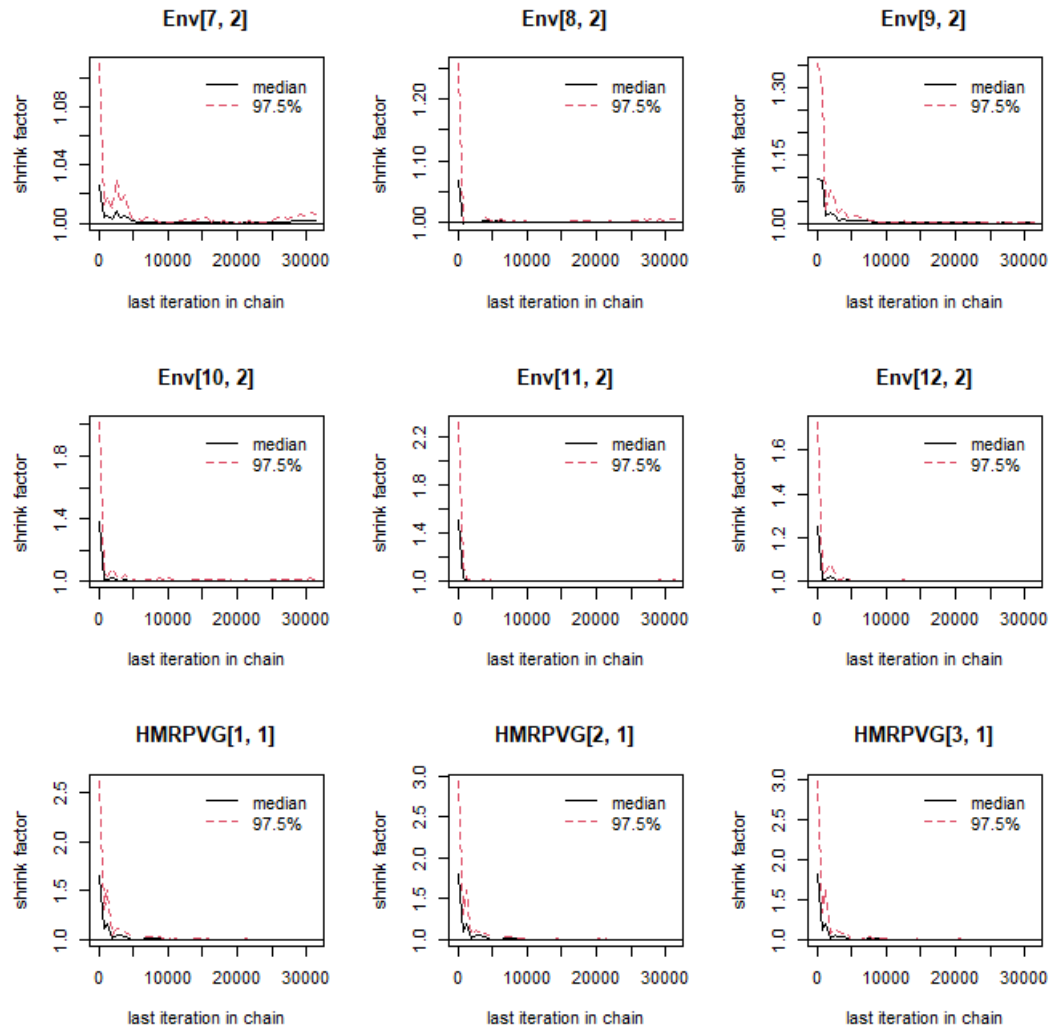 Env[7, 2]
shrink factor
1.00 1.04 1.08
median
97.5%
0 10000 20000 30000
last iteration in chain
Env[8, 2]
shrink factor
1.00 1.10 1.20
median
97.5%
0 10000 20000 30000
last iteration in chain
Env[9, 2]
shrink factor
1.00 1.15 1.30
median
97.5%
0 10000 20000 30000
last iteration in chain
Env[10, 2]
shrink factor
1.0 1.4 1.8
median
97.5%
0 10000 20000 30000
last iteration in chain
Env[11, 2]
shrink factor
1.0 1.4 1.8 2.2
median
97.5%
0 10000 20000 30000
last iteration in chain
Env[12, 2]
shrink factor
1.0 1.2 1.4 1.6
median
97.5%
0 10000 20000 30000
last iteration in chain
HMRPVG[1, 1]
shrink factor
1.0 1.5 2.0 2.5
median
97.5%
0 10000 20000 30000
last iteration in chain
HMRPVG[2, 1]
shrink factor
1.0 1.5 2.0 2.5 3.0
median
97.5%
0 10000 20000 30000
last iteration in chain
HMRPVG[3, 1]
shrink factor
1.0 1.5 2.0 2.5 3.0
median
97.5%
0 10000 20000 30000
last iteration in chain